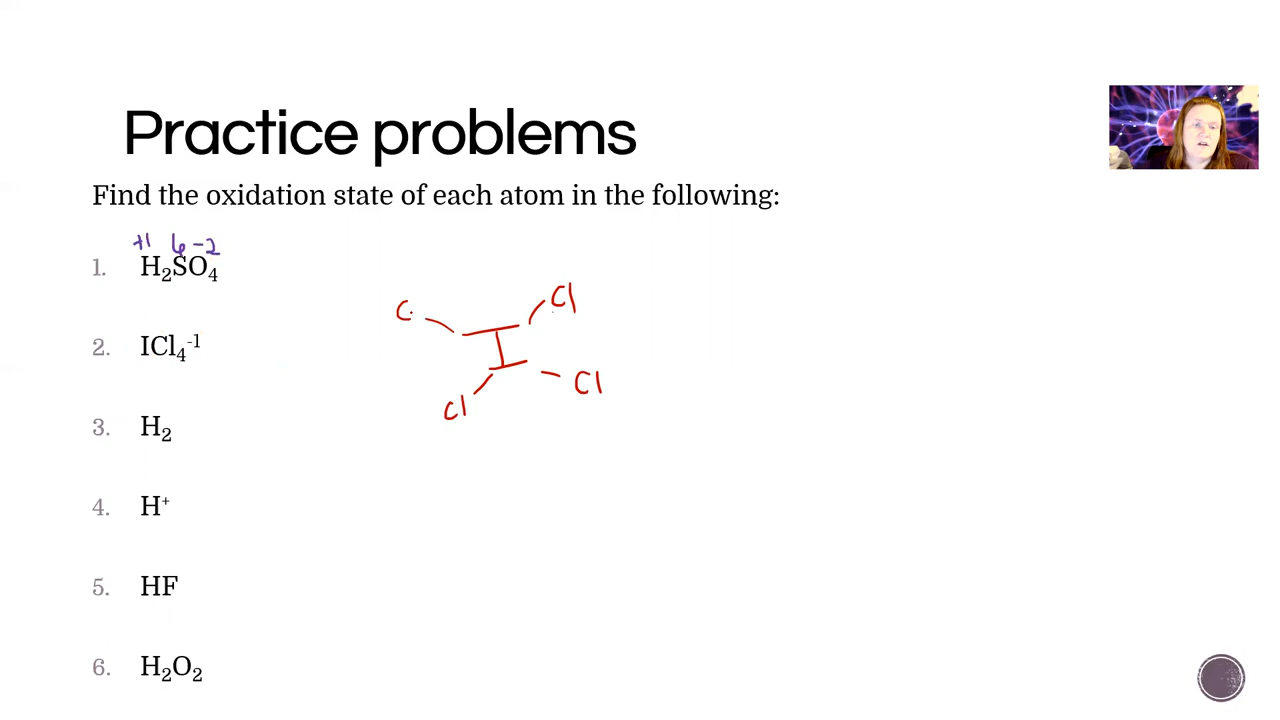 Practice problems
Find the oxidation state of each atom in the following:
+1 6 -2
1. H₂SO₄
2. ICl₄⁻¹
C Cl
I
Cl Cl
3. H₂
4. H⁺
5. HF
6. H₂O₂